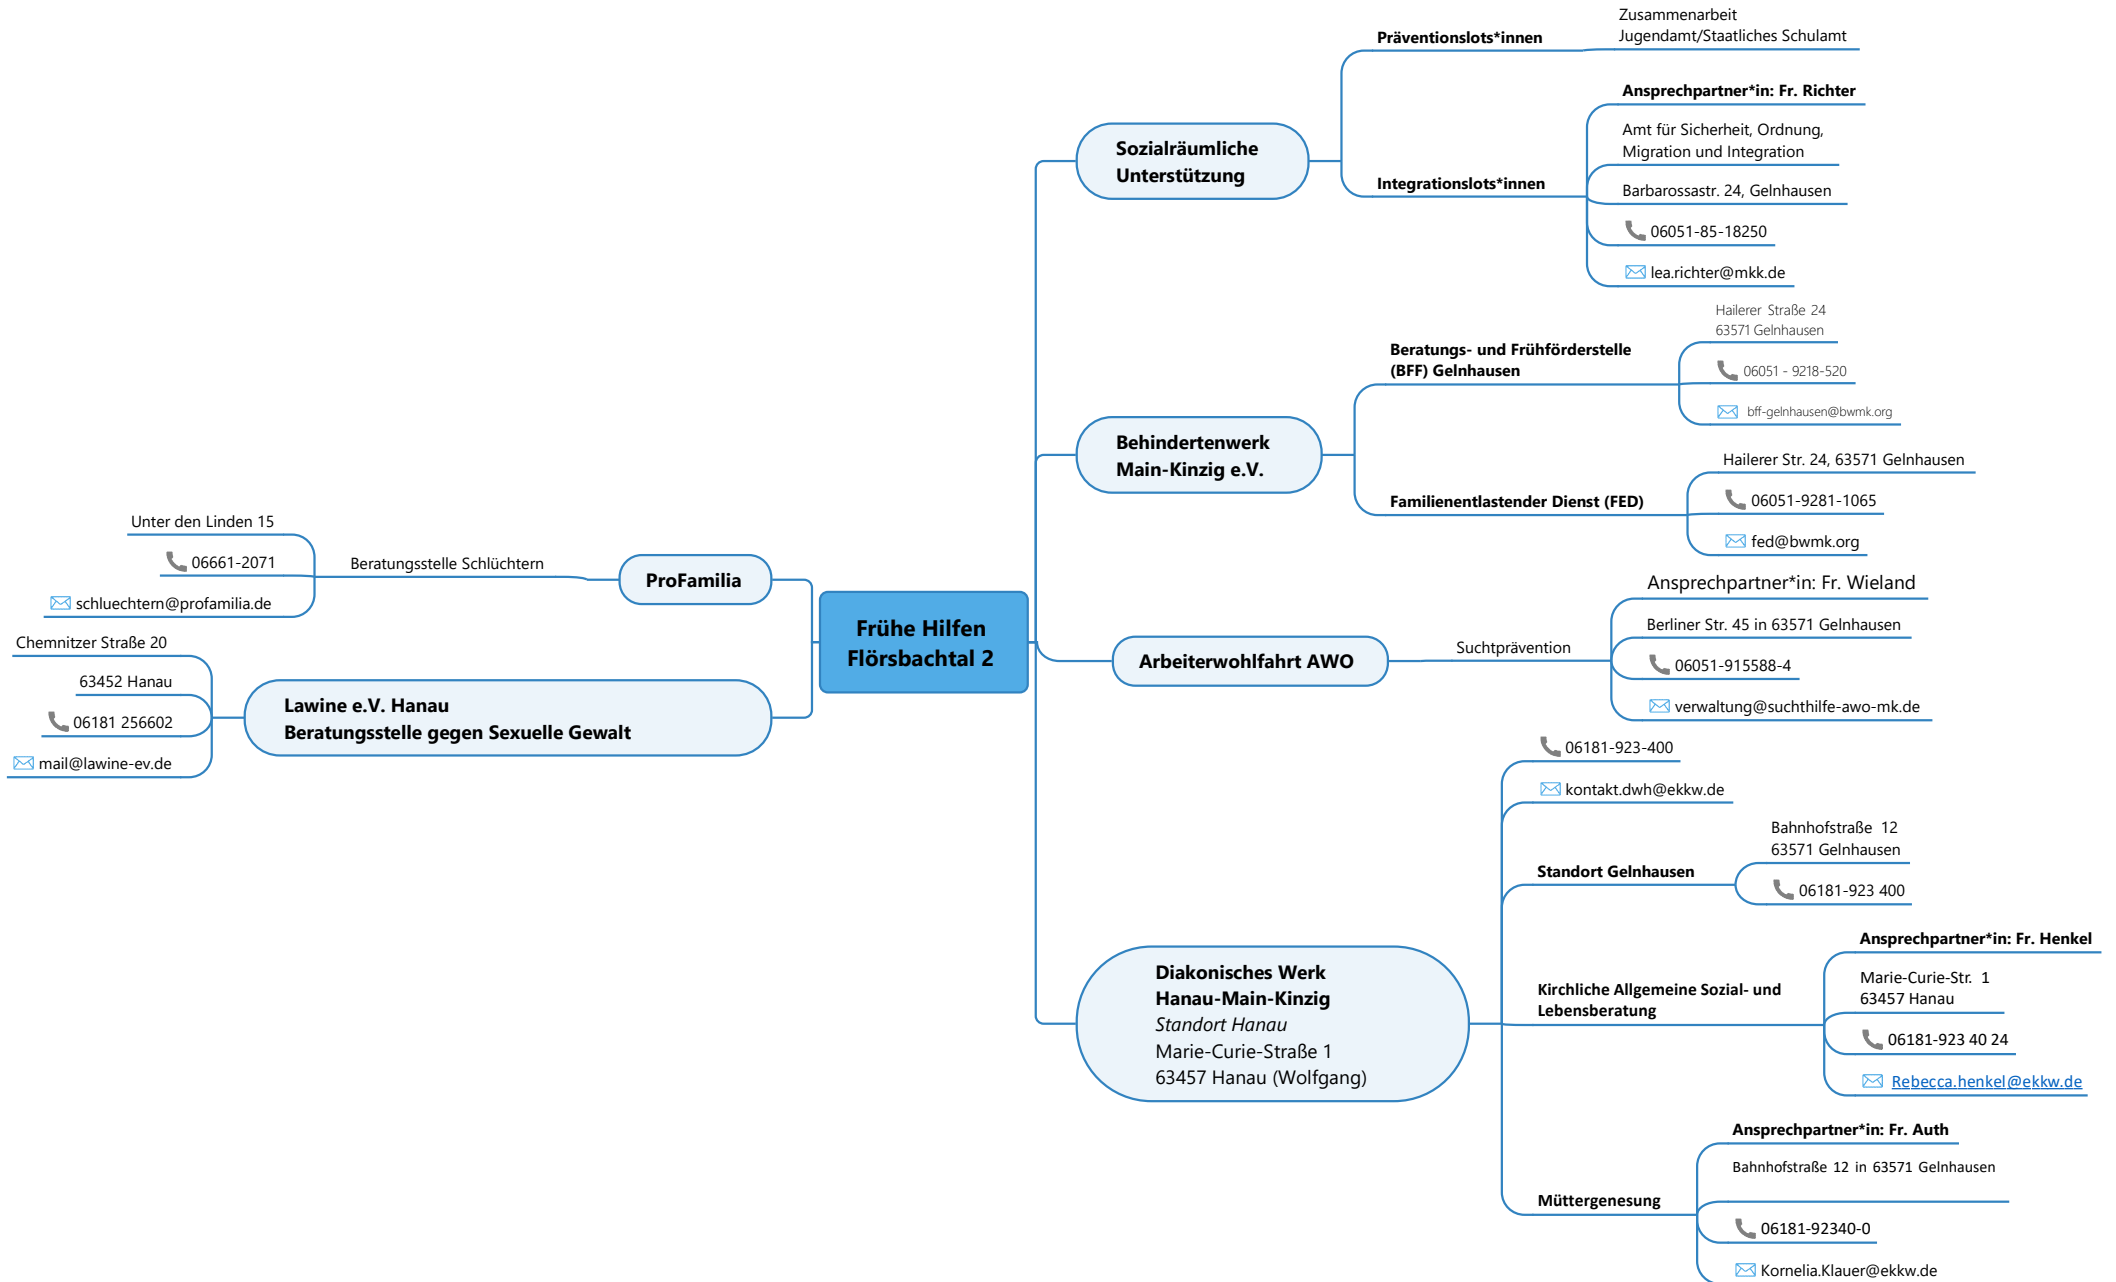 Frühe Hilfen
Flörsbachtal 2
Sozialräumliche
Unterstützung
Präventionslots*innen
Zusammenarbeit
Jugendamt/Staatliches Schulamt
Integrationslots*innen
Ansprechpartner*in: Fr. Richter
Amt für Sicherheit, Ordnung,
Migration und Integration
Barbarossastr. 24, Gelnhausen
06051-85-18250
lea.richter@mkk.de
Behindertenwerk
Main-Kinzig e.V.
Beratungs- und Frühförderstelle
(BFF) Gelnhausen
Hailerer Straße 24
63571 Gelnhausen
06051 - 9218-520
bff-gelnhausen@bwmk.org
Familienentlastender Dienst (FED)
Hailerer Str. 24, 63571 Gelnhausen
06051-9281-1065
fed@bwmk.org
Arbeiterwohlfahrt AWO
Suchtprävention
Ansprechpartner*in: Fr. Wieland
Berliner Str. 45 in 63571 Gelnhausen
06051-915588-4
verwaltung@suchthilfe-awo-mk.de
Diakonisches Werk
Hanau-Main-Kinzig
Standort Hanau
Marie-Curie-Straße 1
63457 Hanau (Wolfgang)
06181-923-400
kontakt.dwh@ekkw.de
Standort Gelnhausen
Bahnhofstraße 12
63571 Gelnhausen
06181-923 400
Kirchliche Allgemeine Sozial- und
Lebensberatung
Ansprechpartner*in: Fr. Henkel
Marie-Curie-Str. 1
63457 Hanau
06181-923 40 24
Rebecca.henkel@ekkw.de
Müttergenesung
Ansprechpartner*in: Fr. Auth
Bahnhofstraße 12 in 63571 Gelnhausen
06181-92340-0
Kornelia.Klauer@ekkw.de
ProFamilia
Beratungsstelle Schlüchtern
Unter den Linden 15
06661-2071
schluechtern@profamilia.de
Lawine e.V. Hanau
Beratungsstelle gegen Sexuelle Gewalt
Chemnitzer Straße 20
63452 Hanau
06181 256602
mail@lawine-ev.de